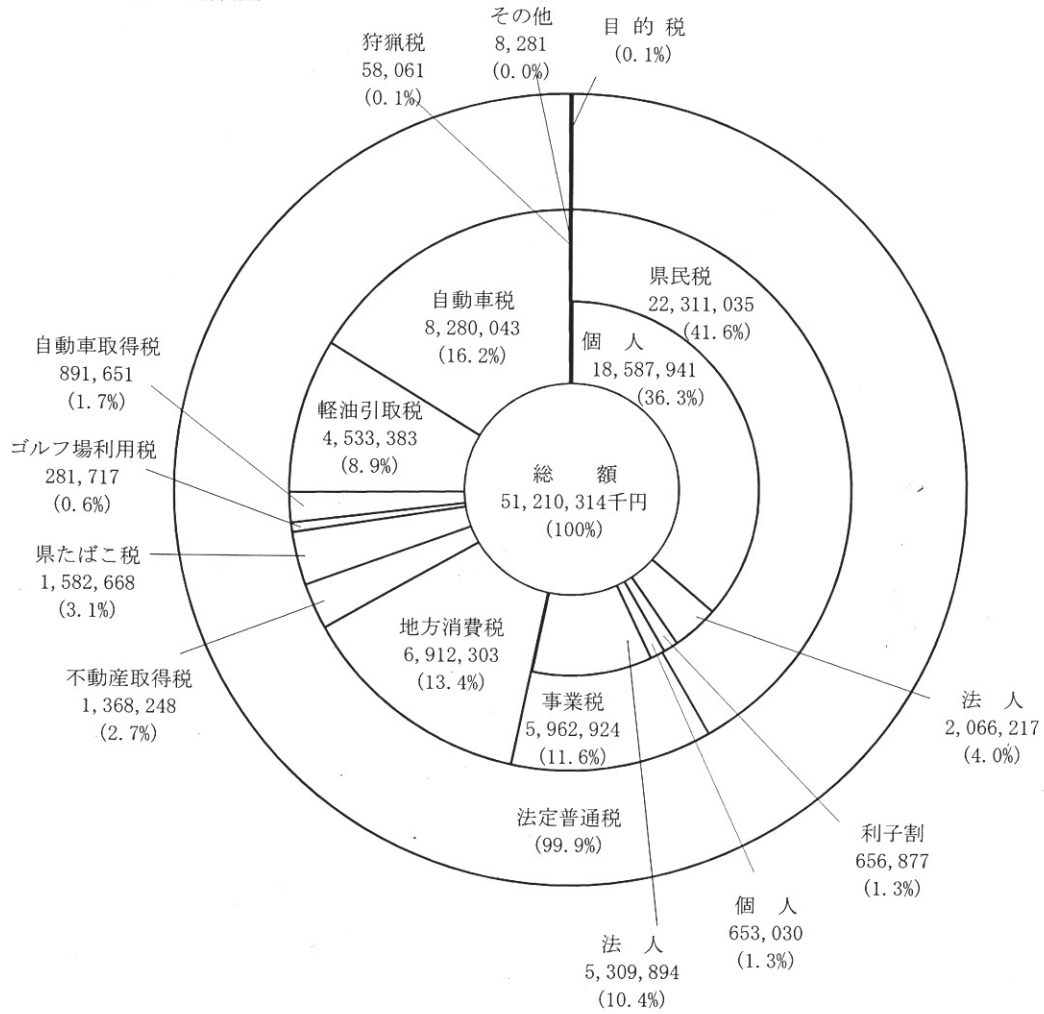 その他
8,281
(0.0%)
目的税
(0.1%)
狩猟税
58,061
(0.1%)
県民税
22,311,035
(41.6%)
自動車税
8,280,043
(16.2%)
個 人
18,587,941
(36.3%)
自動車取得税
891,651
(1.7%)
軽油引取税
4,533,383
(8.9%)
ゴルフ場利用税
281,717
(0.6%)
総 額
51,210,314千円
(100%)
県たばこ税
1,582,668
(3.1%)
地方消費税
6,912,303
(13.4%)
不動産取得税
1,368,248
(2.7%)
事業税
5,962,924
(11.6%)
法 人
2,066,217
(4.0%)
法定普通税
(99.9%)
利子割
656,877
(1.3%)
個 人
653,030
(1.3%)
法 人
5,309,894
(10.4%)